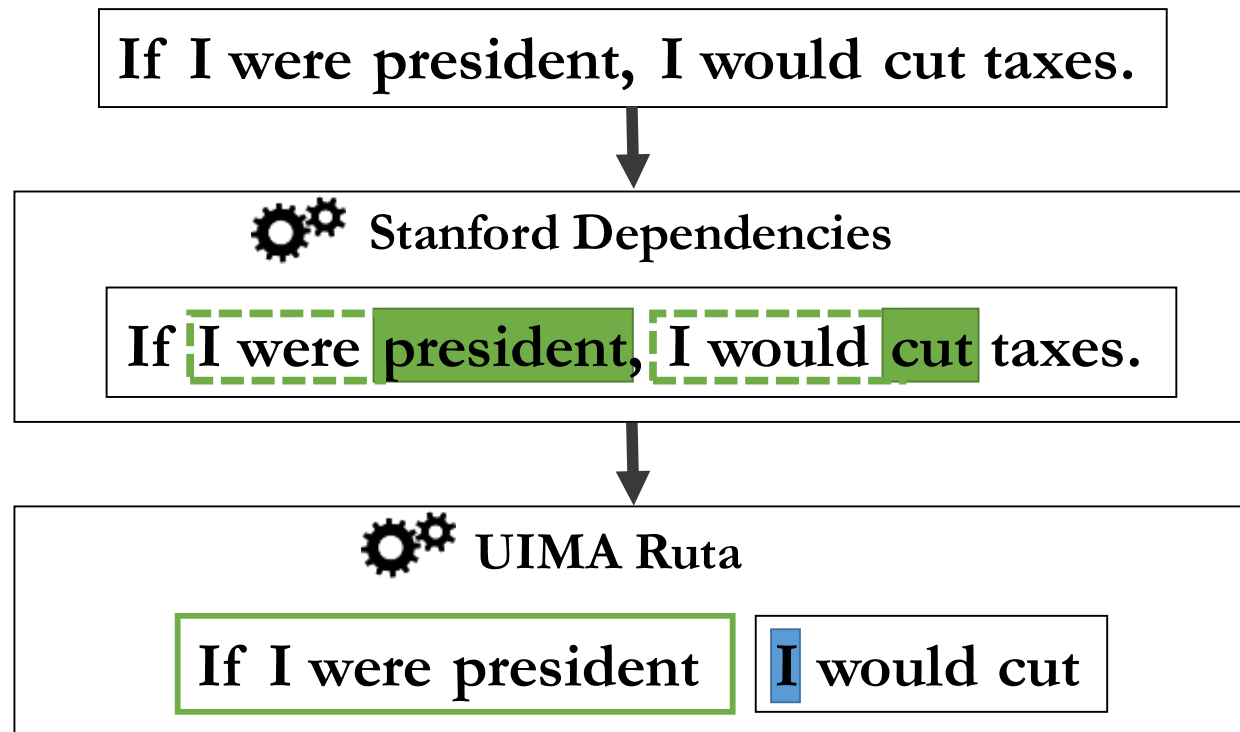 If I were president, I would cut taxes.
Stanford Dependencies
If I were president, I would cut taxes.
UIMA Ruta
If I were president I would cut